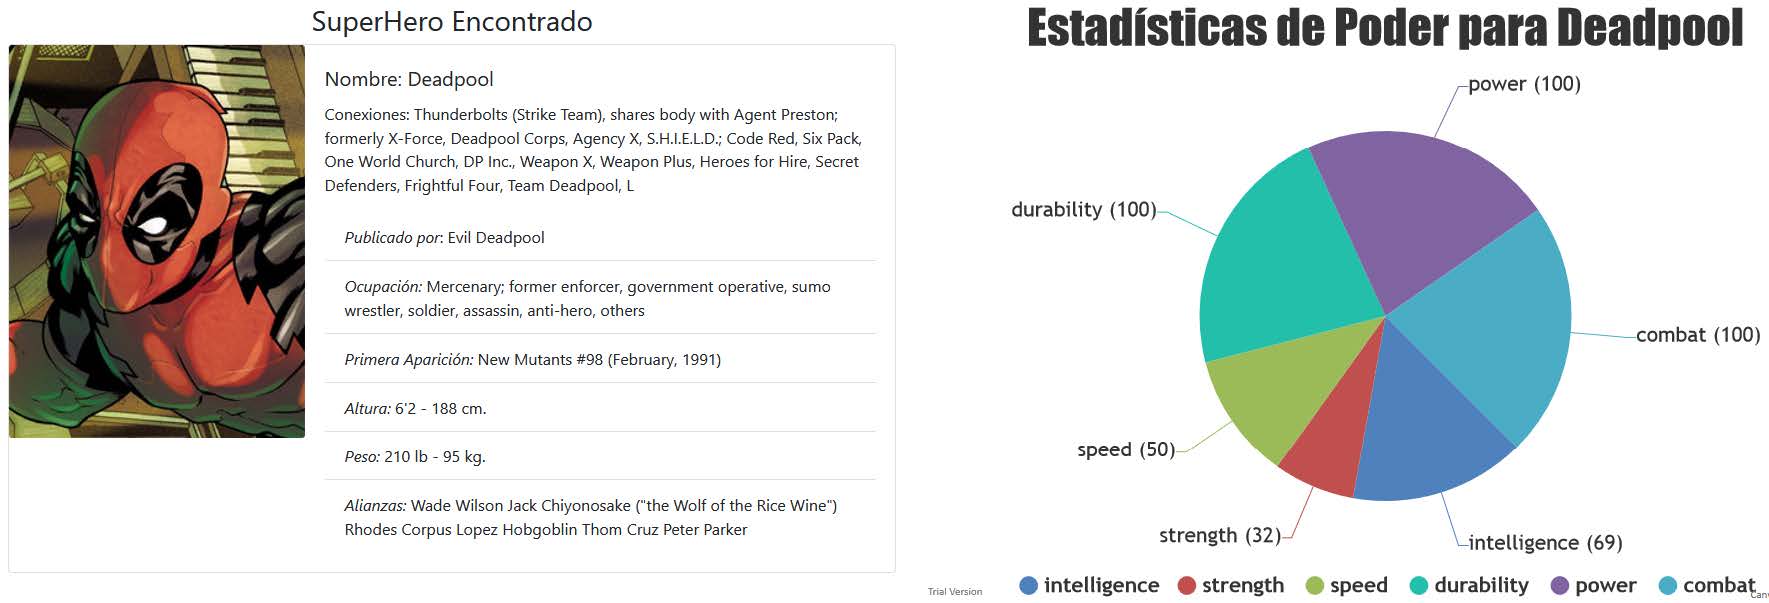 SuperHero Encontrado
Nombre: Deadpool
Conexiones: Thunderbolts (Strike Team), shares body with Agent Preston;
formerly X-Force, Deadpool Corps, Agency X, S.H.I.E.L.D.; Code Red, Six Pack,
One World Church, DP Inc., Weapon X, Weapon Plus, Heroes for Hire, Secret
Defenders, Frightful Four, Team Deadpool, L
Publicado por: Evil Deadpool
Ocupación: Mercenary; former enforcer, government operative, sumo
wrestler, soldier, assassin, anti-hero, others
Primera Aparición: New Mutants #98 (February, 1991)
Altura: 6'2 - 188 cm.
Peso: 210 lb - 95 kg.
Alianzas: Wade Wilson Jack Chiyonosake ("the Wolf of the Rice Wine")
Rhodes Corpus Lopez Hobgoblin Thom Cruz Peter Parker
Estadísticas de Poder para Deadpool
power (100)
durability (100)
combat (100)
speed (50)
strength (32)
intelligence (69)
intelligence strength speed durability power combat
Trial Version